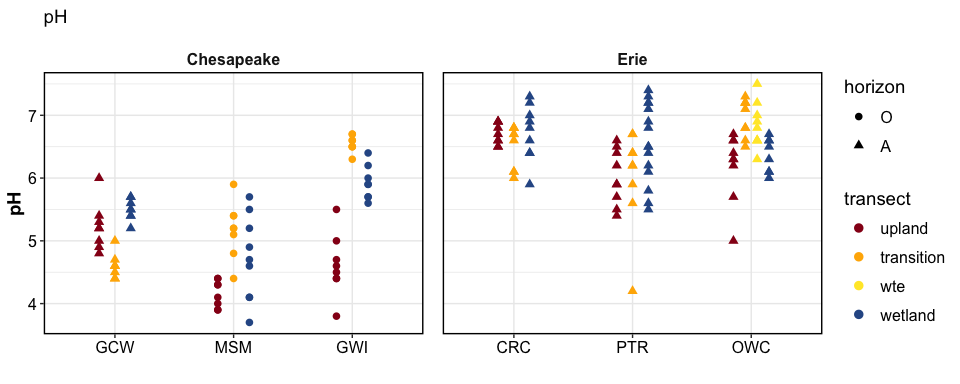 pH
Chesapeake
Erie
pH
7
6
5
4
GCW
MSM
GWI
CRC
PTR
OWC
horizon
O
A
transect
upland
transition
wte
wetland